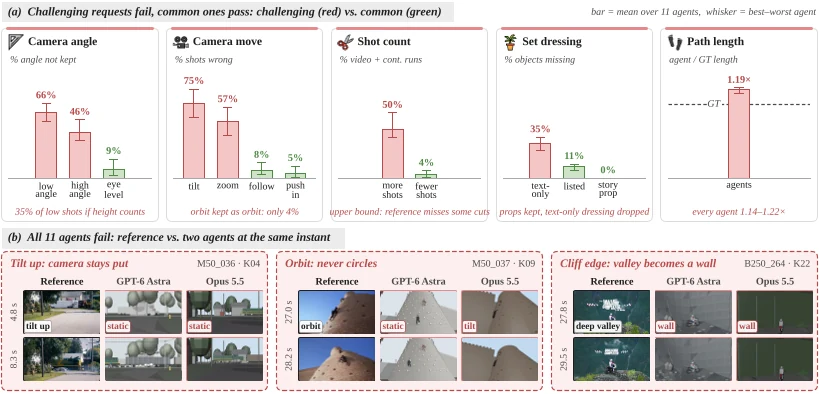 (a) Challenging requests fail, common ones pass: challenging (red) vs. common (green)
bar = mean over 11 agents, whisker = best–worst agent
Camera angle
% angle not kept
66%
46%
9%
low angle
high angle
eye level
35% of low shots if height counts
Camera move
% shots wrong
75%
57%
8%
5%
tilt
zoom
follow
push in
orbit kept as orbit: only 4%
Shot count
% video + cont. runs
50%
4%
more shots
fewer shots
upper bound: reference misses some cuts
Set dressing
% objects missing
35%
11%
0%
text-only
listed
story prop
props kept, text-only dressing dropped
Path length
agent / GT length
1.19×
GT
agents
every agent 1.14–1.22×
(b) All 11 agents fail: reference vs. two agents at the same instant
Tilt up: camera stays put
M50_036 · K04
Reference
GPT-6 Astra
Opus 5.5
4.8 s
tilt up
static
static
8.3 s
Orbit: never circles
M50_037 · K09
Reference
GPT-6 Astra
Opus 5.5
27.0 s
orbit
static
tilt
28.2 s
Cliff edge: valley becomes a wall
B250_264 · K22
Reference
GPT-6 Astra
Opus 5.5
27.8 s
deep valley
wall
wall
29.5 s